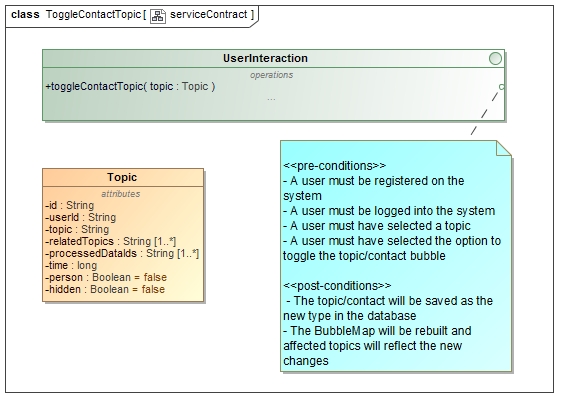 class ToggleContactTopic [ serviceContract ]
UserInteraction
operations
+toggleContactTopic( topic : Topic )
...
Topic
attributes
-id : String
-userId : String
-topic : String
-relatedTopics : String [1..*]
-processedDataIds : String [1..*]
-time : long
-person : Boolean = false
-hidden : Boolean = false
<<pre-conditions>>
- A user must be registered on the
system
- A user must be logged into the system
- A user must have selected a topic
- A user must have selected the option to
toggle the topic/contact bubble
<<post-conditions>>
- The topic/contact will be saved as the
new type in the database
- The BubbleMap will be rebuilt and
affected topics will reflect the new
changes